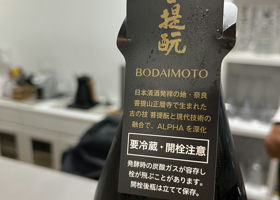 菩提酛
BODAIMOTO
日本清酒発祥の地・奈良
菩提山正暦寺で生まれた
古の技 菩提酛と現代技術の
融合で、ALPHAを深化
要冷蔵・開栓注意
発酵時の炭酸ガスが容存し
栓が飛ぶことがあります。
開栓後瓶は立てて保存。